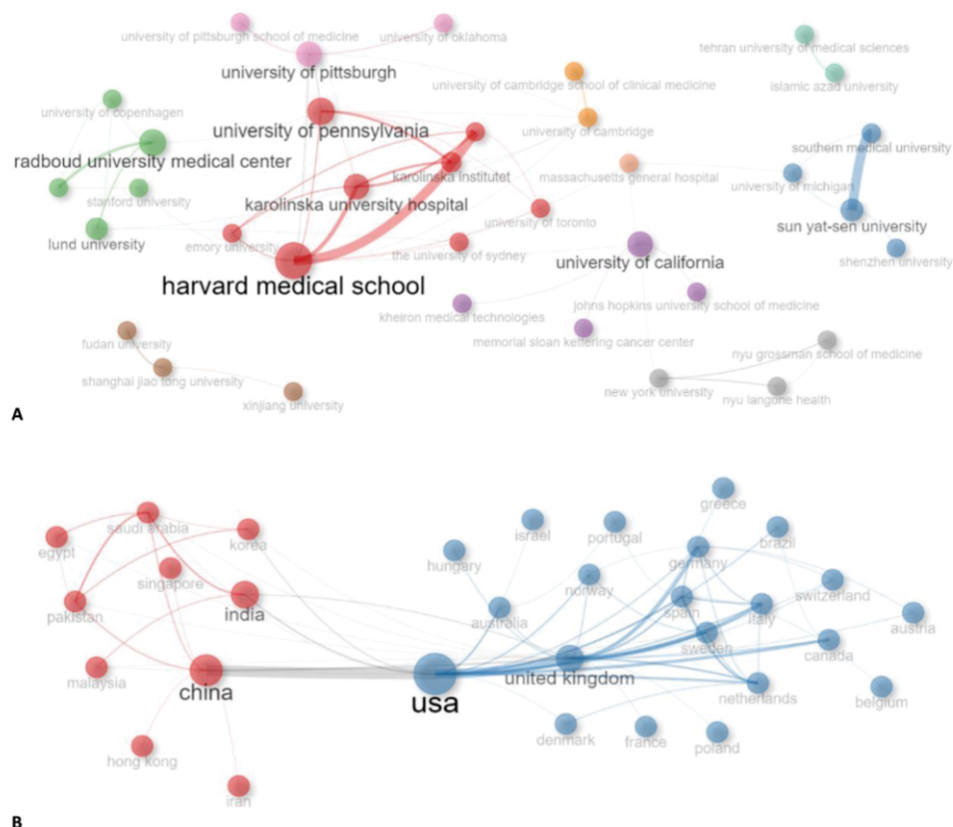 university of pittsburgh school of medicine
university of oklahoma
tehran university of medical sciences
university of pittsburgh
university of cambridge school of clinical medicine
islamic azad university
university of copenhagen
university of pennsylvania
university of cambridge
southern medical university
radboud university medical center
karolinska institutet
massachusetts general hospital
university of michigan
stanford university
karolinska university hospital
university of toronto
sun yat-sen university
lund university
emory university
the university of sydney
university of california
shenzhen university
harvard medical school
johns hopkins university school of medicine
kheiron medical technologies
fudan university
memorial sloan kettering cancer center
nyu grossman school of medicine
shanghai jiao tong university
new york university
nyu langone health
xinjiang university
A
greece
saudi arabia
israel
portugal
brazil
egypt
korea
hungary
germany
singapore
norway
switzerland
pakistan
india
australia
spain
italy
austria
sweden
canada
malaysia
china
united kingdom
netherlands
usa
belgium
denmark
france
poland
hong kong
iran
B